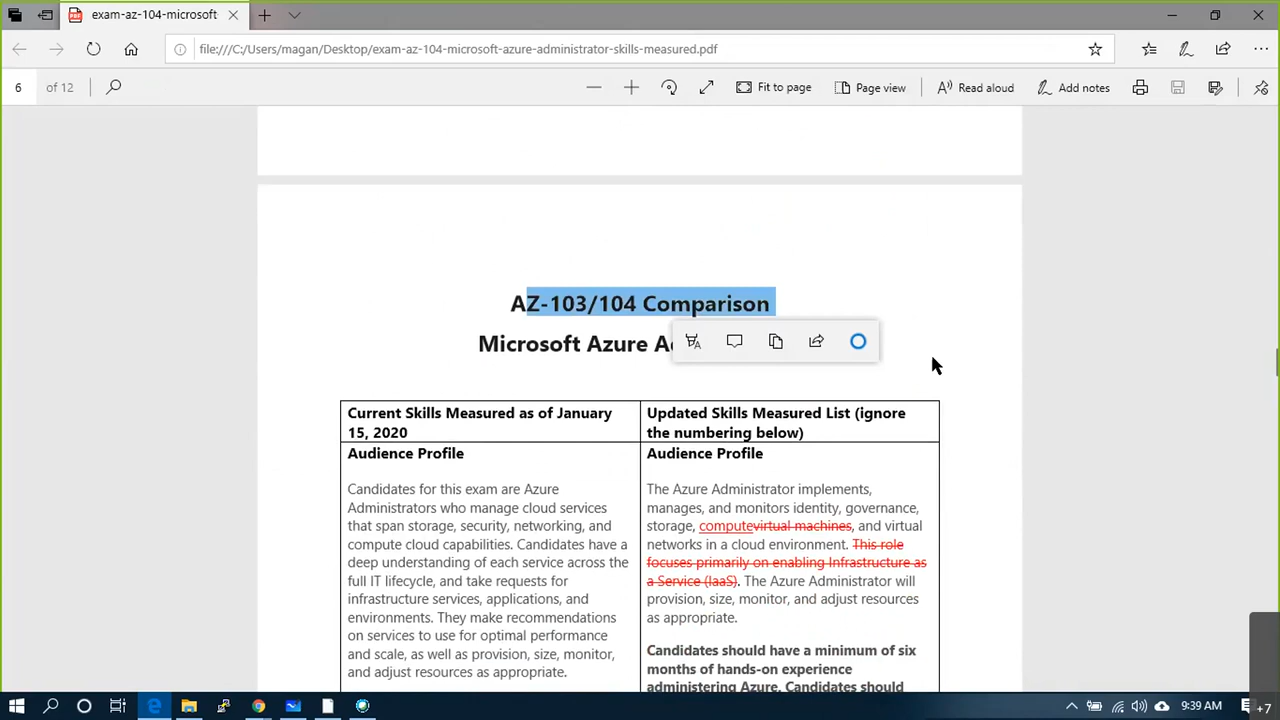 exam-az-104-microsoft-
file:///C:/Users/magan/Desktop/exam-az-104-microsoft-azure-administrator-skills-measured.pdf
6 of 12
Fit to page
Page view
Read aloud
Add notes
AZ-103/104 Comparison
Microsoft Azure A
Current Skills Measured as of January
15, 2020
Audience Profile
Candidates for this exam are Azure
Administrators who manage cloud services
that span storage, security, networking, and
compute cloud capabilities. Candidates have a
deep understanding of each service across the
full IT lifecycle, and take requests for
infrastructure services, applications, and
environments. They make recommendations
on services to use for optimal performance
and scale, as well as provision, size, monitor,
and adjust resources as appropriate.
Updated Skills Measured List (ignore
the numbering below)
Audience Profile
The Azure Administrator implements,
manages, and monitors identity, governance,
storage, computevirtual machines, and virtual
networks in a cloud environment. This role
focuses primarily on enabling Infrastructure as
a Service (IaaS). The Azure Administrator will
provision, size, monitor, and adjust resources
as appropriate.
Candidates should have a minimum of six
months of hands-on experience
administering Azure. Candidates should
9:39 AM
+7